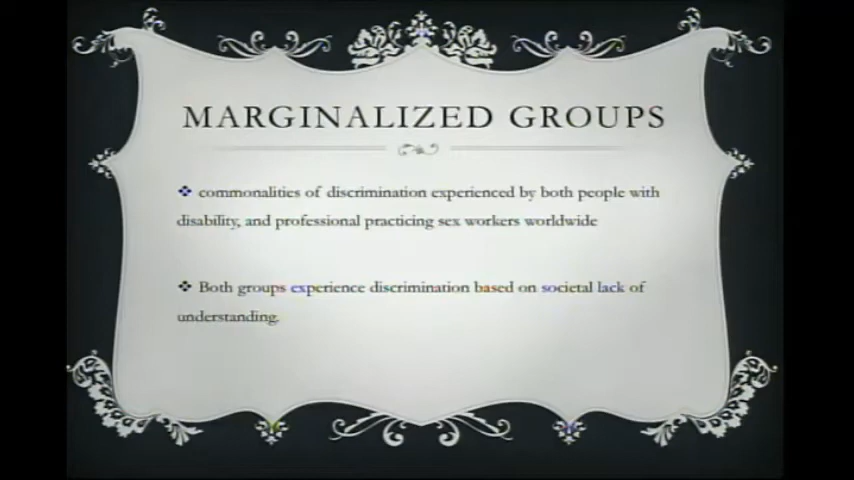 MARGINALIZED GROUPS
❖ commonalities of discrimination experienced by both people with
disability, and professional practicing sex workers worldwide
❖ Both groups experience discrimination based on societal lack of
understanding.